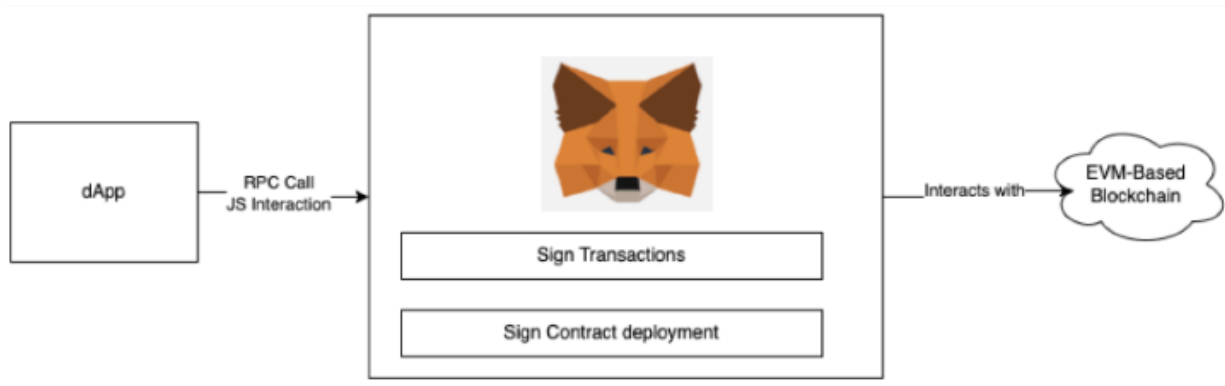 dApp
RPC Call
JS Interaction
Sign Transactions
Sign Contract deployment
Interacts with
EVM-Based
Blockchain